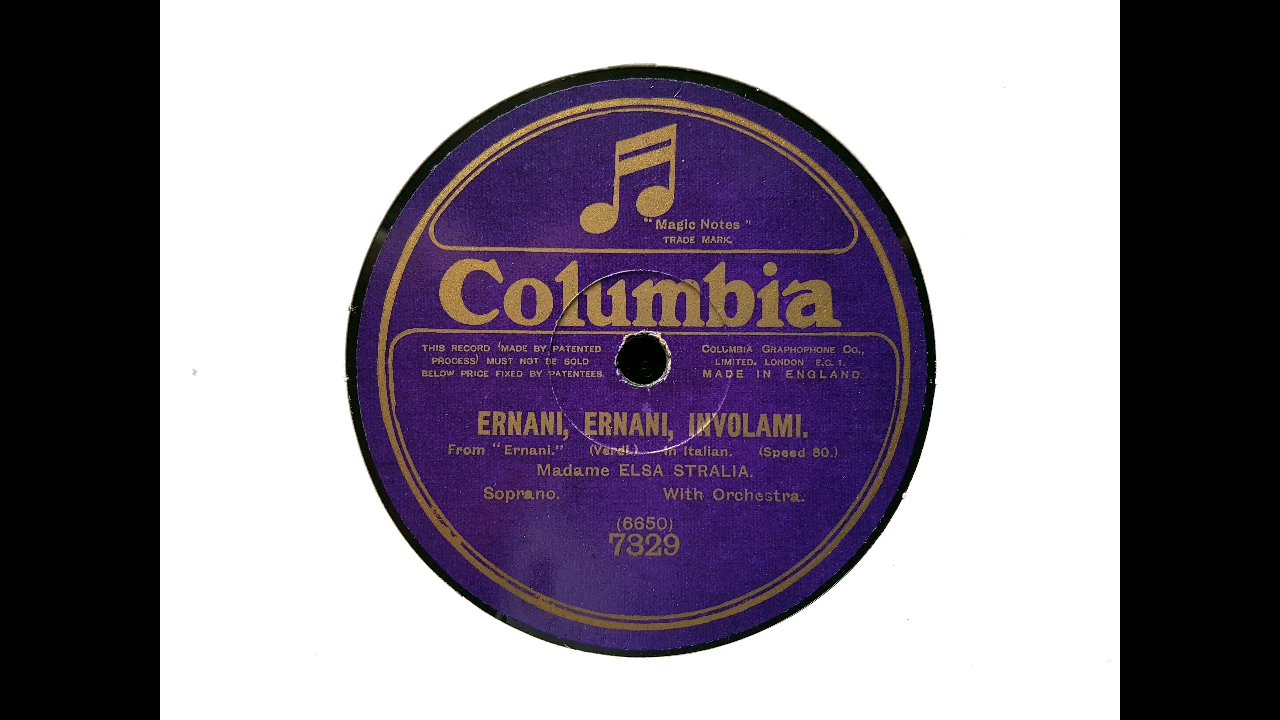 "Magic Notes"
TRADE MARK.
Columbia
THIS RECORD (MADE BY PATENTED
PROCESS) MUST NOT BE SOLD
BELOW PRICE FIXED BY PATENTEES.
COLUMBIA GRAPHOPHONE CO.,
LIMITED. LONDON E.C. 1.
MADE IN ENGLAND
ERNANI, ERNANI, INVOLAMI.
From "Ernani." (Verdi.) In Italian. (Speed 80.)
Madame ELSA STRALIA.
Soprano. With Orchestra.
(6650)
7329